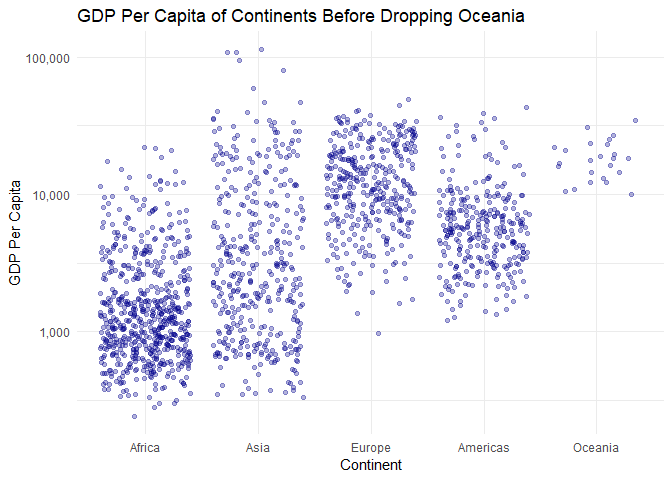 GDP Per Capita of Continents Before Dropping Oceania
100,000
10,000
1,000
GDP Per Capita
Africa Asia Europe Americas Oceania
Continent